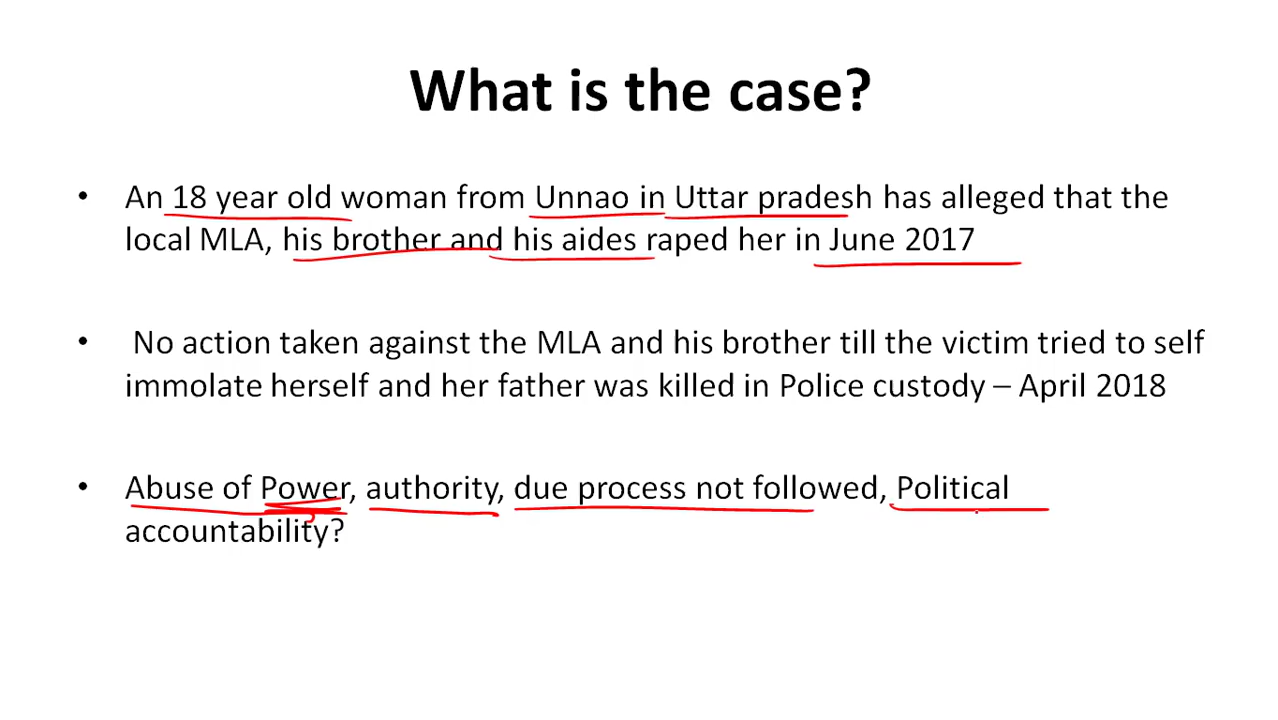 What is the case?
• An 18 year old woman from Unnao in Uttar pradesh has alleged that the
local MLA, his brother and his aides raped her in June 2017
• No action taken against the MLA and his brother till the victim tried to self
immolate herself and her father was killed in Police custody – April 2018
• Abuse of Power, authority, due process not followed, Political
accountability?